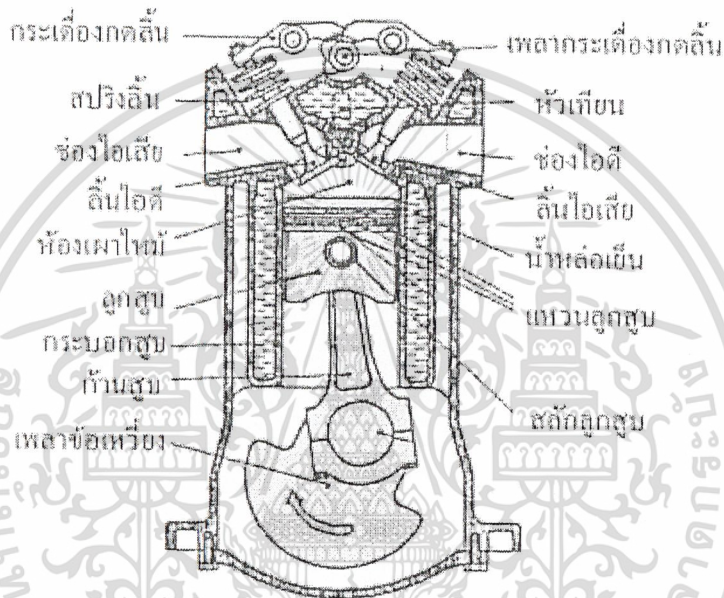 กระเดื่องกดลิ้น
เพลากระเดื่องกดลิ้น
สปริงลิ้น
หัวเทียน
ช่องไอเสีย
ช่องไอดี
ลิ้นไอดี
ลิ้นไอเสีย
ห้องเผาไหม้
น้ำหล่อเย็น
ลูกสูบ
แหวนลูกสูบ
กระบอกสูบ
ก้านสูบ
สลักลูกสูบ
เพลาข้อเหวี่ยง